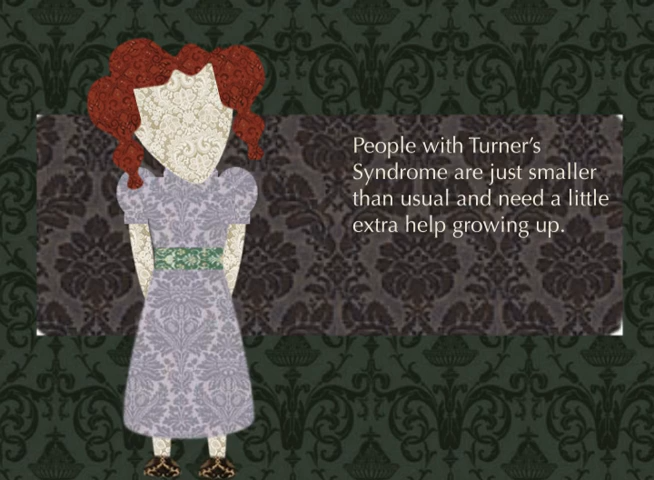 People with Turner’s
Syndrome are just smaller
than usual and need a little
extra help growing up.